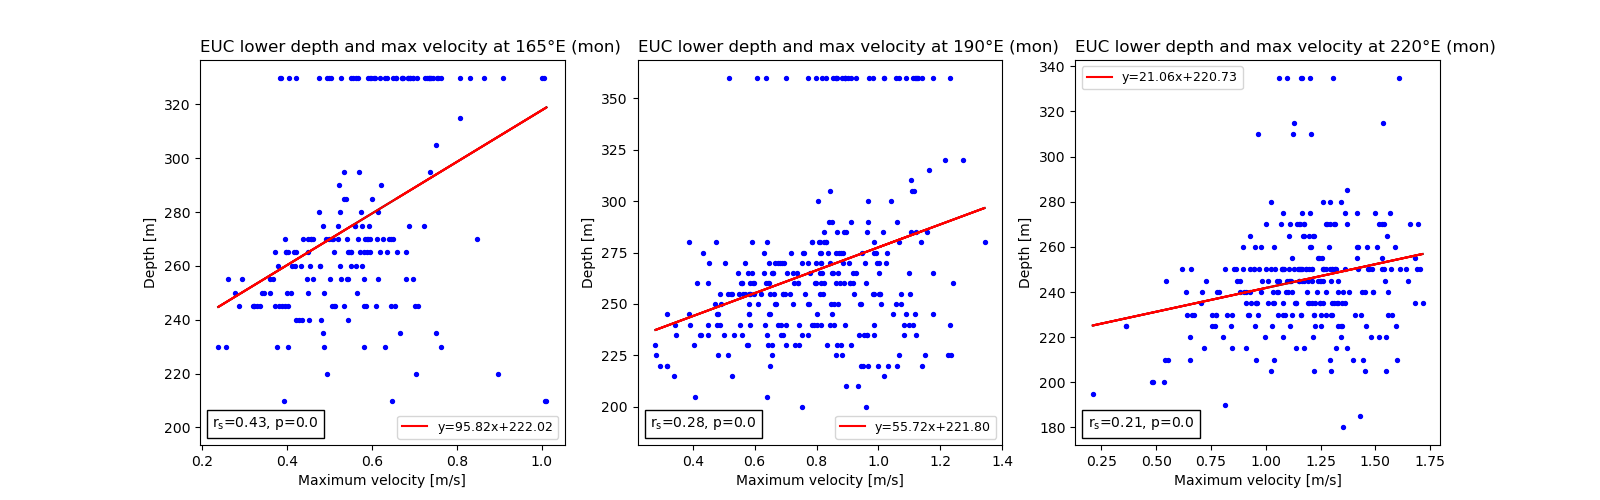 EUC lower depth and max velocity at 165°E (mon)
320
300
280
260
240
220
200
Depth [m]
r_s=0.43, p=0.0
y=95.82x+222.02
0.2 0.4 0.6 0.8 1.0
Maximum velocity [m/s]
EUC lower depth and max velocity at 190°E (mon)
350
325
300
275
250
225
200
Depth [m]
r_s=0.28, p=0.0
y=55.72x+221.80
0.4 0.6 0.8 1.0 1.2 1.4
Maximum velocity [m/s]
EUC lower depth and max velocity at 220°E (mon)
y=21.06x+220.73
340
320
300
280
260
240
220
200
180
Depth [m]
r_s=0.21, p=0.0
0.25 0.50 0.75 1.00 1.25 1.50 1.75
Maximum velocity [m/s]